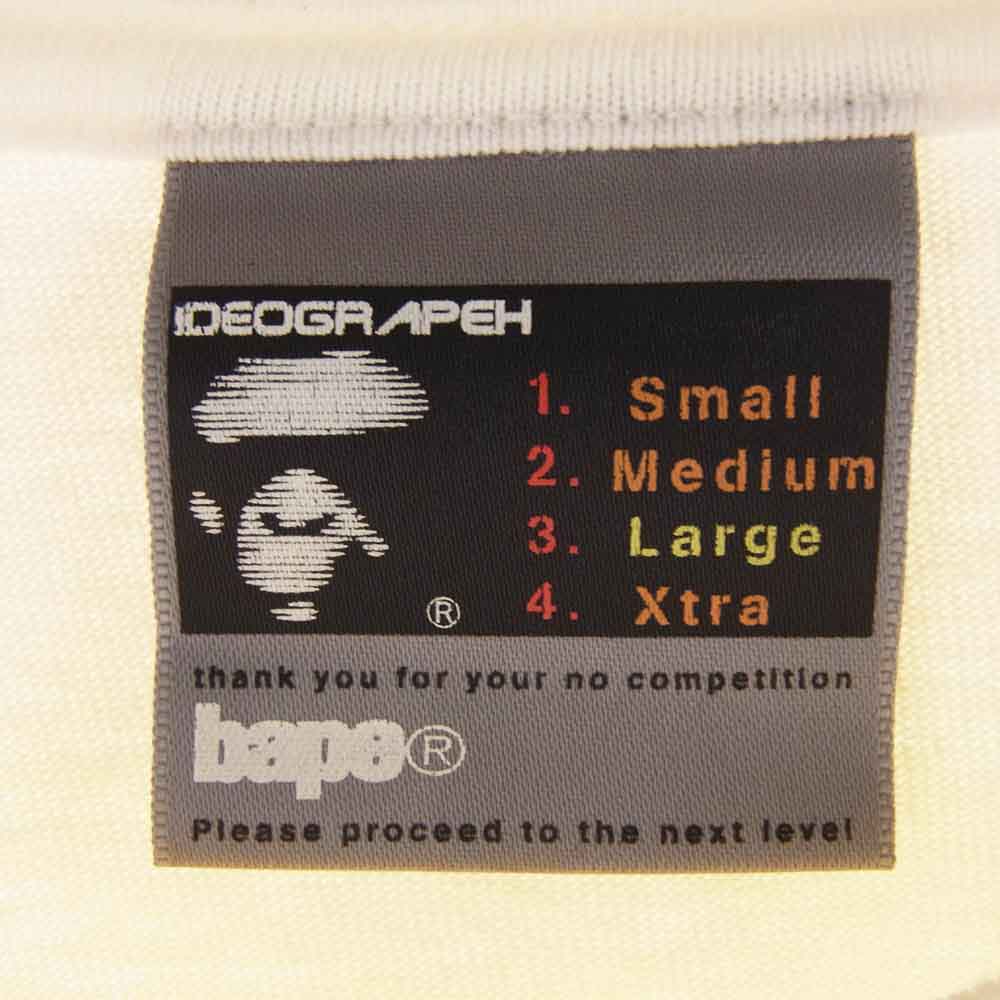 IDEOGRAPEH
1. Small
2. Medium
3. Large
4. Xtra
®
thank you for your no competition
bape®
Please proceed to the next level